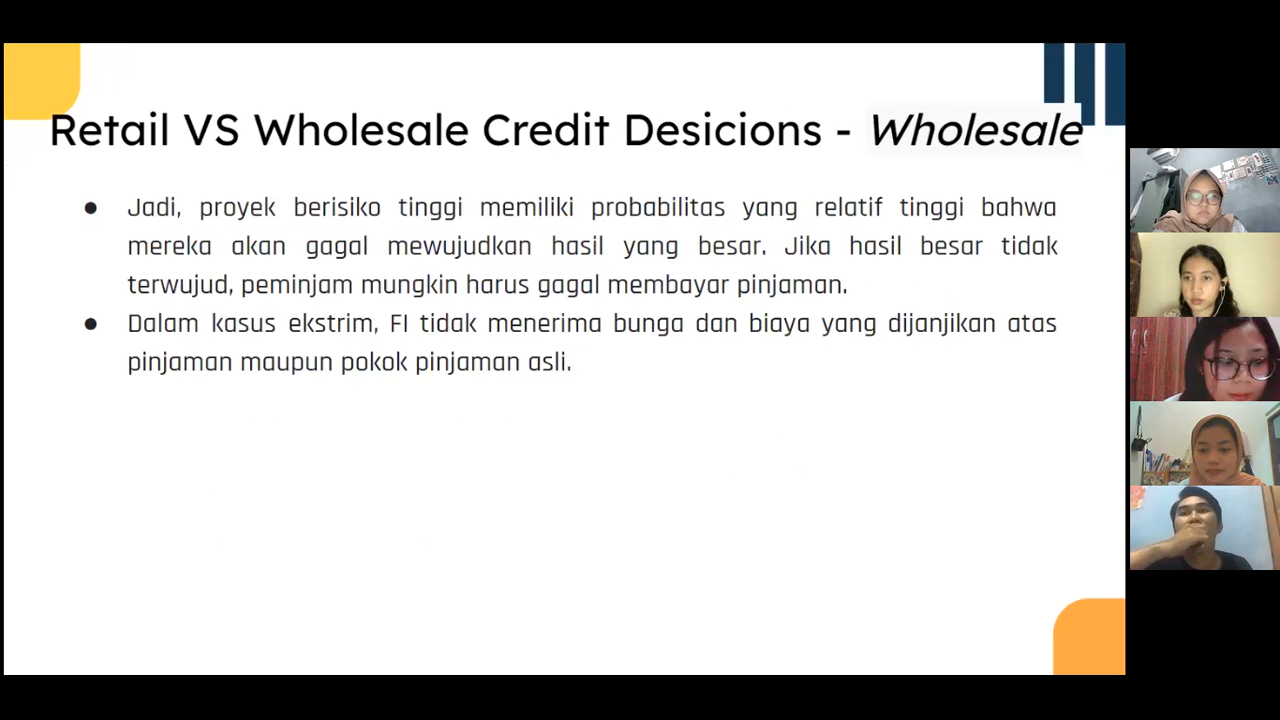 Retail VS Wholesale Credit Desicions - Wholesale
● Jadi, proyek berisiko tinggi memiliki probabilitas yang relatif tinggi bahwa
mereka akan gagal mewujudkan hasil yang besar. Jika hasil besar tidak
terwujud, peminjam mungkin harus gagal membayar pinjaman.
● Dalam kasus ekstrim, FI tidak menerima bunga dan biaya yang dijanjikan atas
pinjaman maupun pokok pinjaman asli.